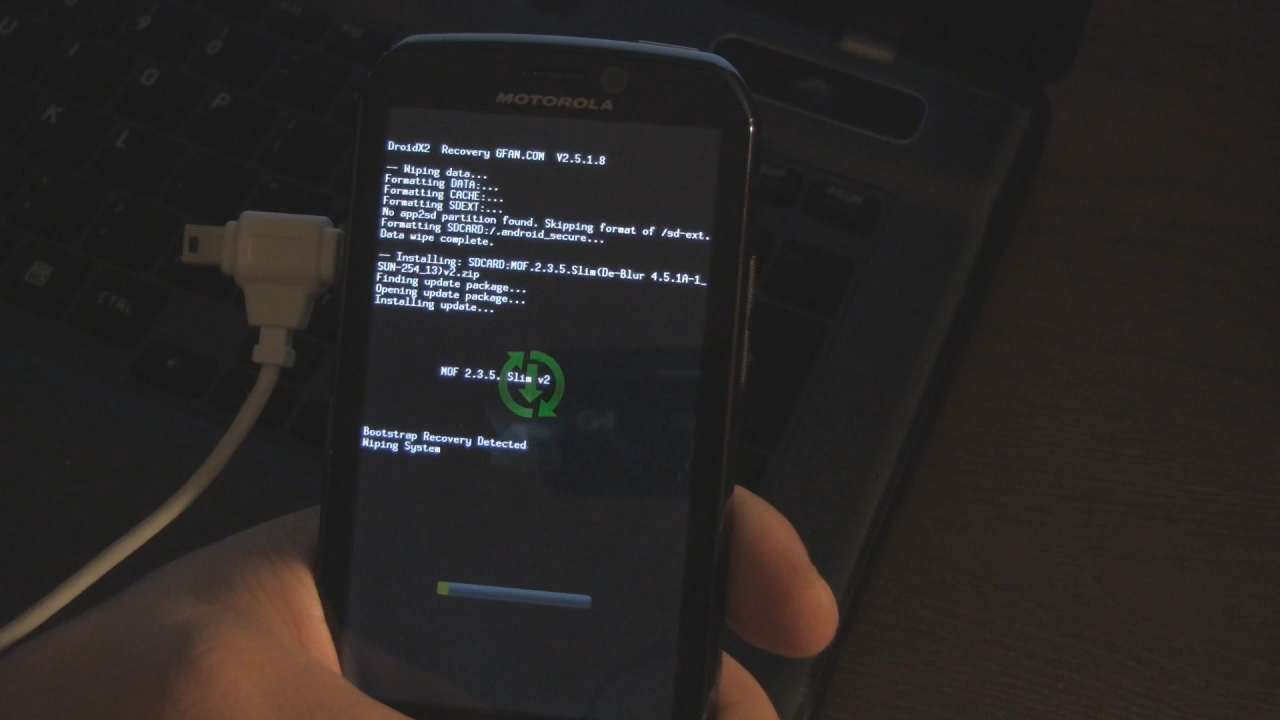 U
I
9
O
G
P
K
L
CTRL
PGDN
MOTOROLA
DroidX2 Recovery GFAN.COM V2.5.1.8
-- Wiping data...
Formatting DATA:...
Formatting CACHE:...
Formatting SDEXT:...
No app2sd partition found. Skipping format of /sd-ext.
Formatting SDCARD:/.android_secure...
Data wipe complete.
-- Installing: SDCARD:MOF.2.3.5.Slim(De-Blur 4.5.1A-1_
SUN-254_13)v2.zip
Finding update package...
Opening update package...
Installing update...
MOF 2.3.5. Slim v2
Bootstrap Recovery Detected
Wiping System